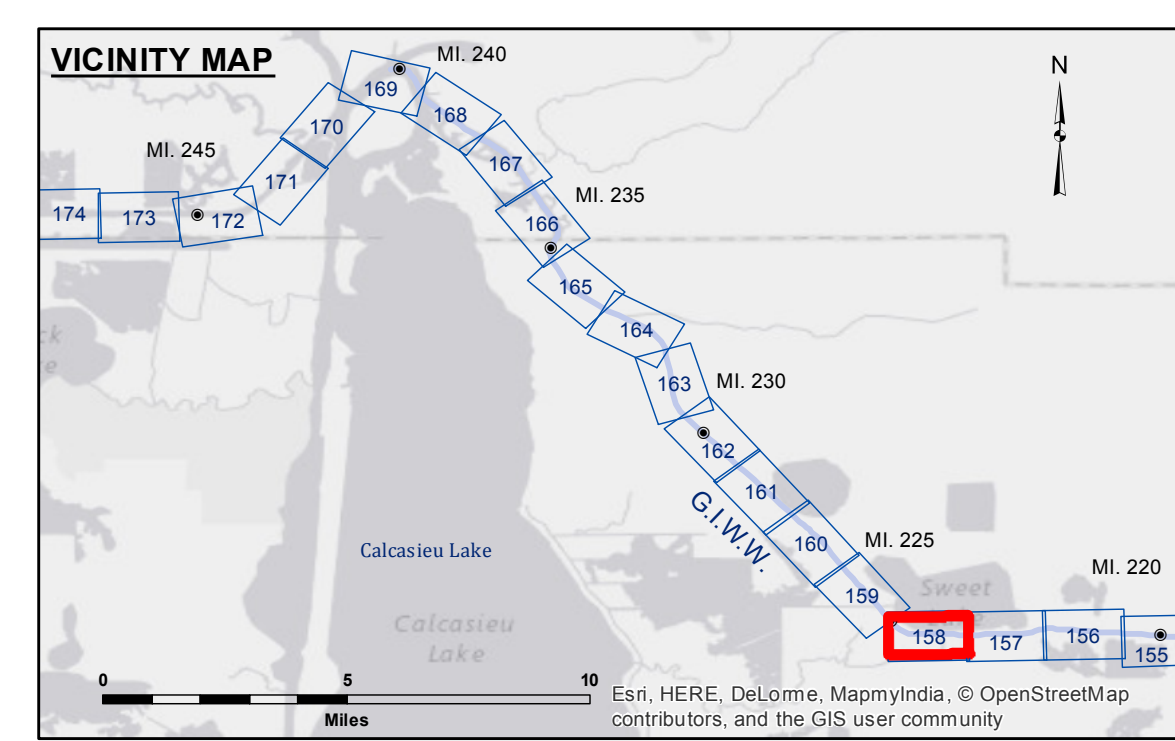 VICINITY MAP
MI. 240
N
169
168
170
167
MI. 245
171
MI. 235
174
173
172
166
165
164
163
MI. 230
162
161
G.I.W.W.
160
MI. 225
Calcasieu Lake
159
MI. 220
Sweet
Calcasieu
Lake
158
157
156
155
0
5
10
Miles
Esri, HERE, DeLorme, MapmyIndia, © OpenStreetMap
contributors, and the GIS user community